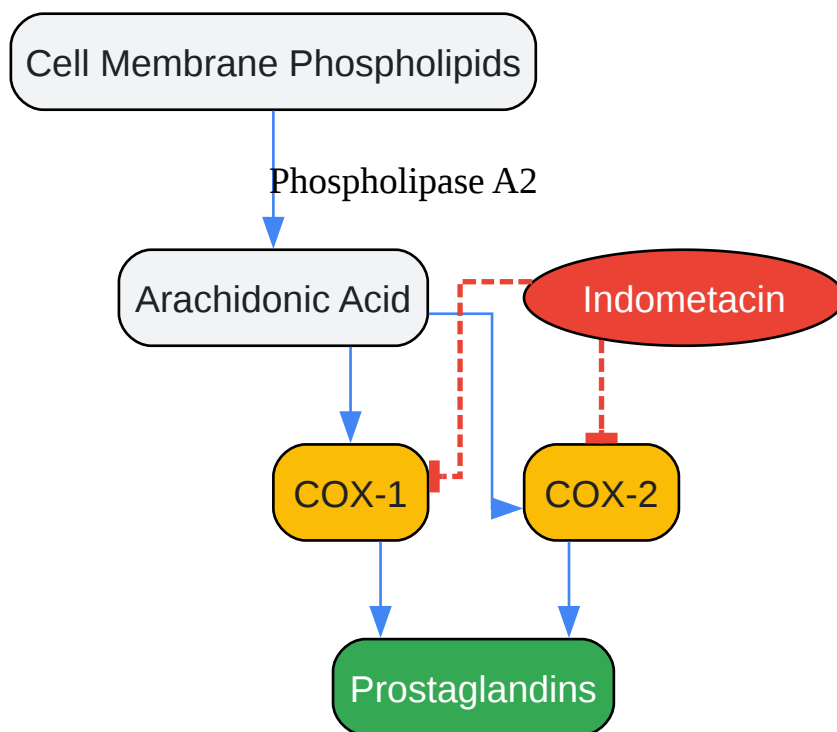 Cell Membrane Phospholipids
Phospholipase A2
Arachidonic Acid
Indometacin
COX-1
COX-2
Prostaglandins